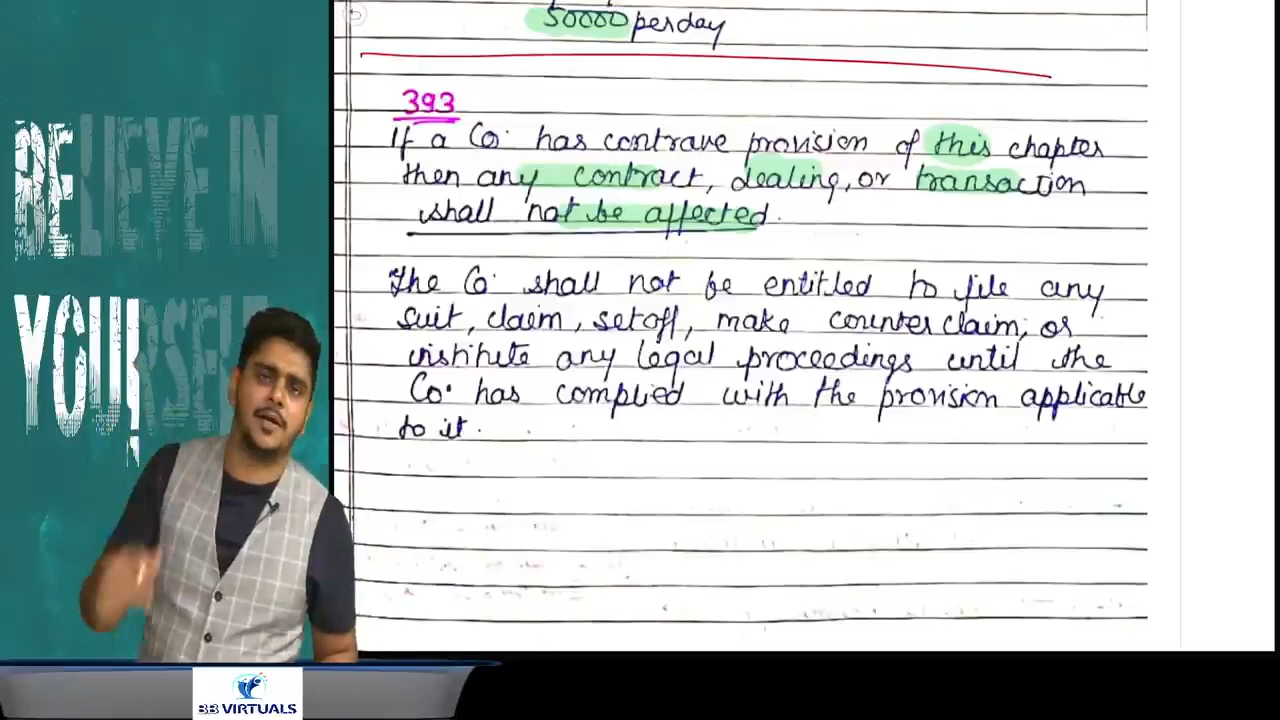 50000 per day
393
If a Co. has contrave provision of this chapter
then any contract, dealing, or transaction
shall not be affected.
The Co. shall not be entitled to file any
suit, claim, setoff, make counter claim, or
institute any legal proceedings until the
Co. has complied with the provision applicable
to it.
BELIEVE IN
YOURSELF
BB VIRTUALS